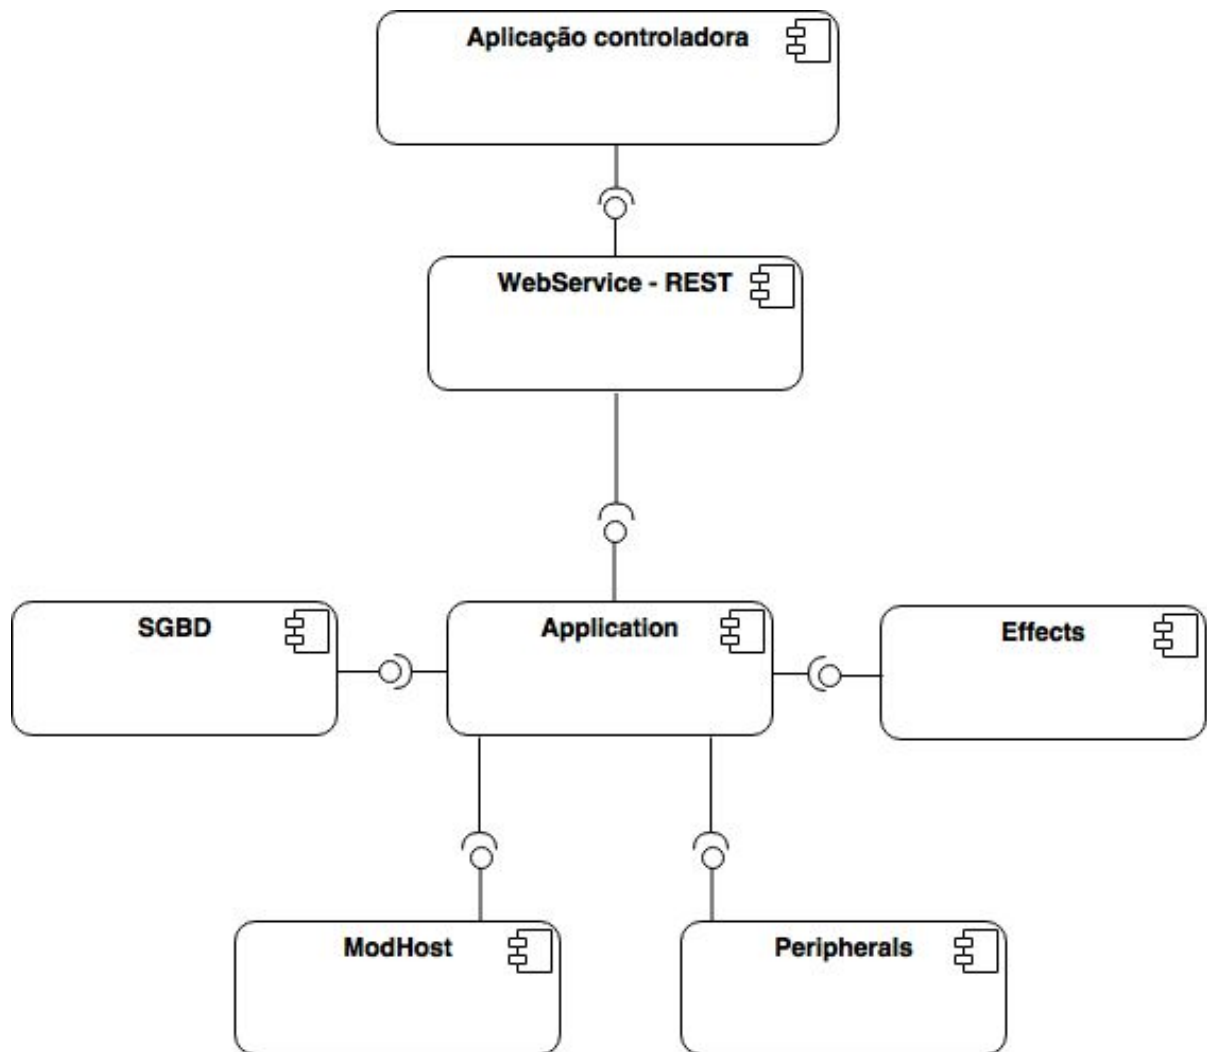 Aplicação controladora
WebService - REST
SGBD
Application
Effects
ModHost
Peripherals